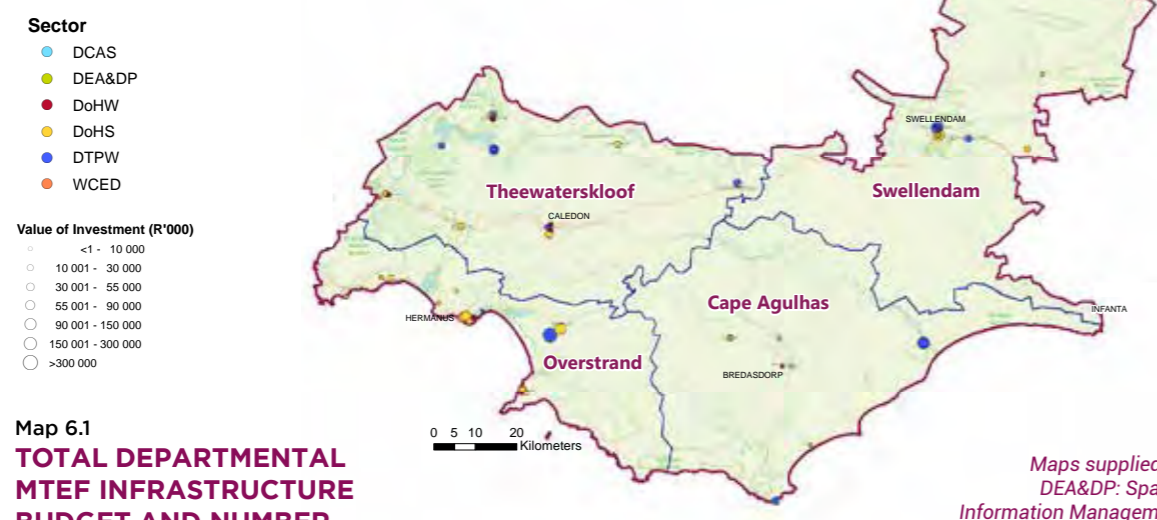 Sector
DCAS
DEA&DP
DoHW
DoHS
DTPW
WCED
Value of Investment (R'000)
<1 - 10 000
10 001 - 30 000
30 001 - 55 000
55 001 - 90 000
90 001 - 150 000
150 001 - 300 000
>300 000
SWELLENDAM
Theewaterskloof
Swellendam
CALEDON
Cape Agulhas
INFANTA
HERMANUS
Overstrand
BREDASDORP
0 5 10 20
Kilometers
Map 6.1
TOTAL DEPARTMENTAL
MTEF INFRASTRUCTURE
BUDGET AND NUMBER
Maps supplied
DEA&DP: Spa
Information Managem